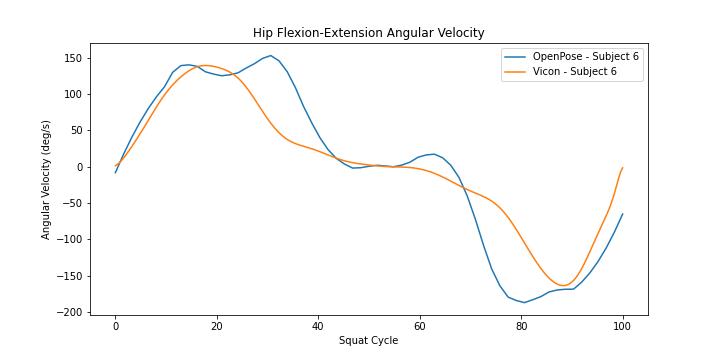 Hip Flexion-Extension Angular Velocity
OpenPose - Subject 6
Vicon - Subject 6
Angular Velocity (deg/s)
150
100
50
0
−50
−100
−150
−200
0
20
40
60
80
100
Squat Cycle